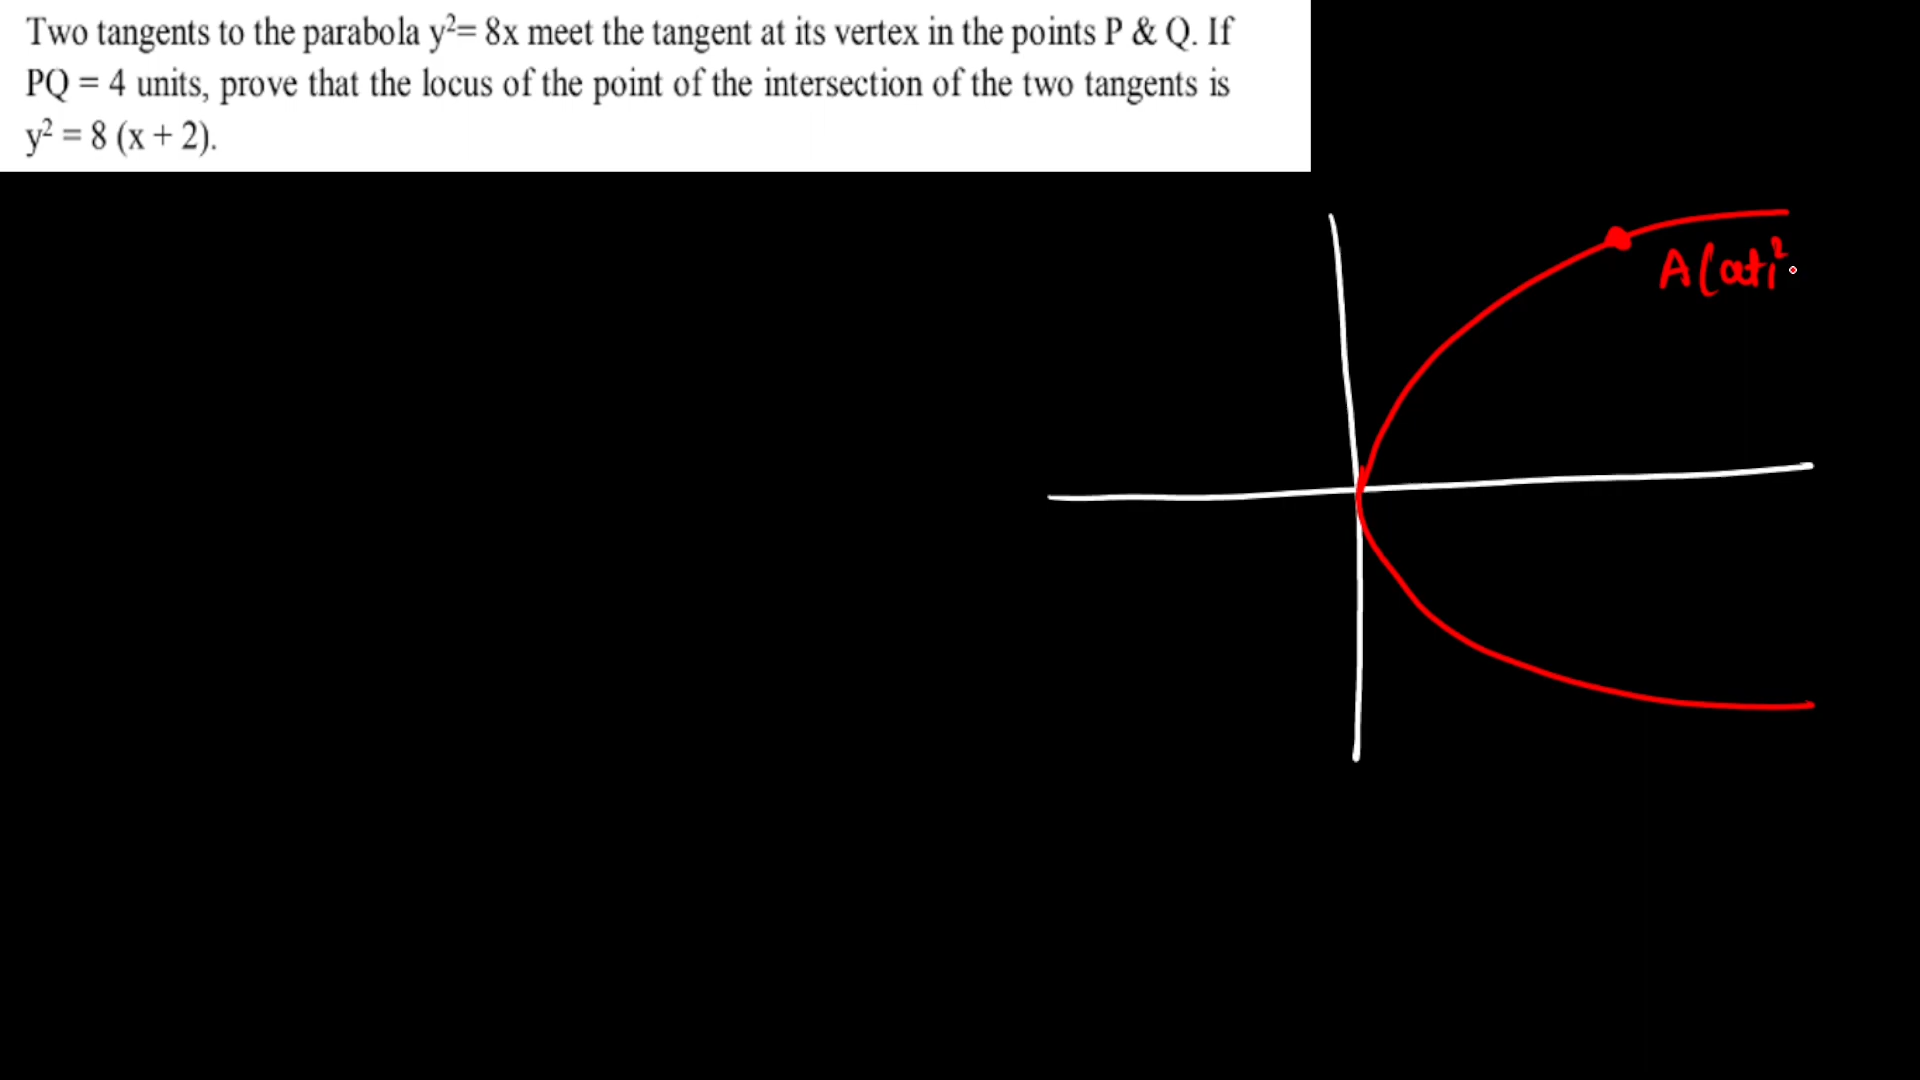 Two tangents to the parabola y²= 8x meet the tangent at its vertex in the points P & Q. If
PQ = 4 units, prove that the locus of the point of the intersection of the two tangents is
y² = 8 (x + 2).
A(at₁²